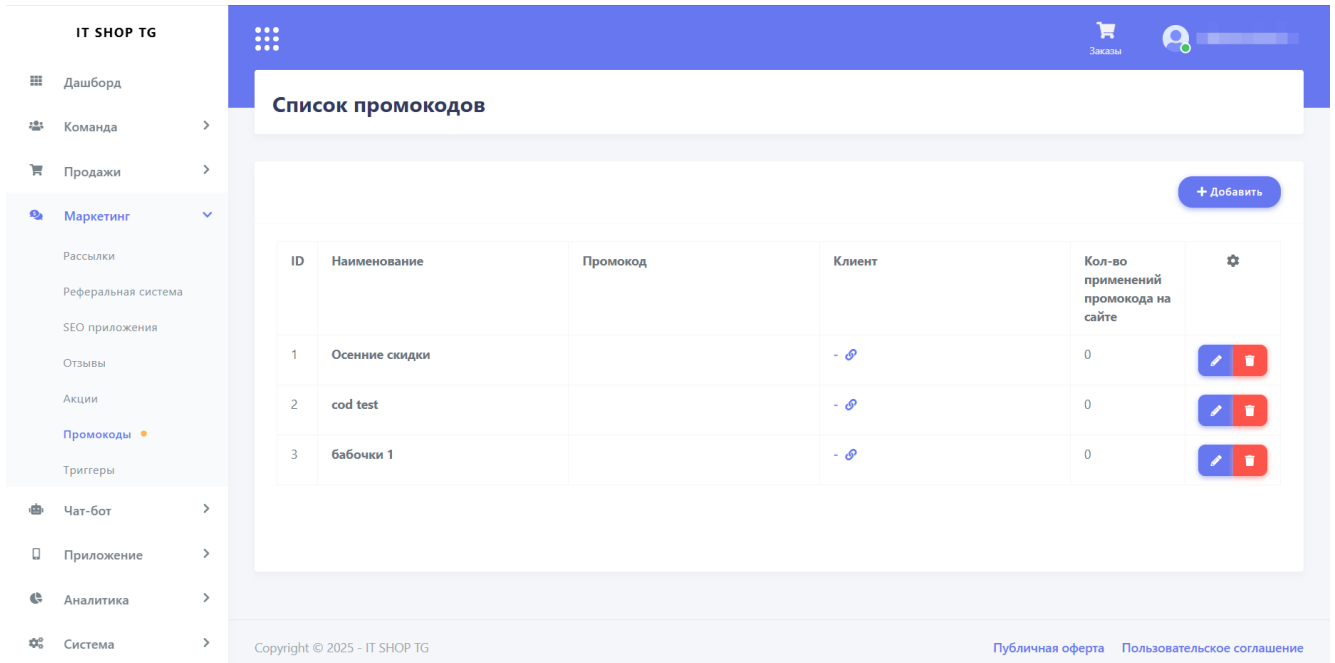 IT SHOP TG
Заказы
Дашборд
Команда
Продажи
Маркетинг
Рассылки
Реферальная система
SEO приложения
Отзывы
Акции
Промокоды
Триггеры
Чат-бот
Приложение
Аналитика
Система
Список промокодов
+ Добавить
ID Наименование Промокод Клиент Кол-во
применений
промокода на
сайте
1 Осенние скидки - 0
2 cod test - 0
3 бабочки 1 - 0
Copyright © 2025 - IT SHOP TG
Публичная оферта Пользовательское соглашение